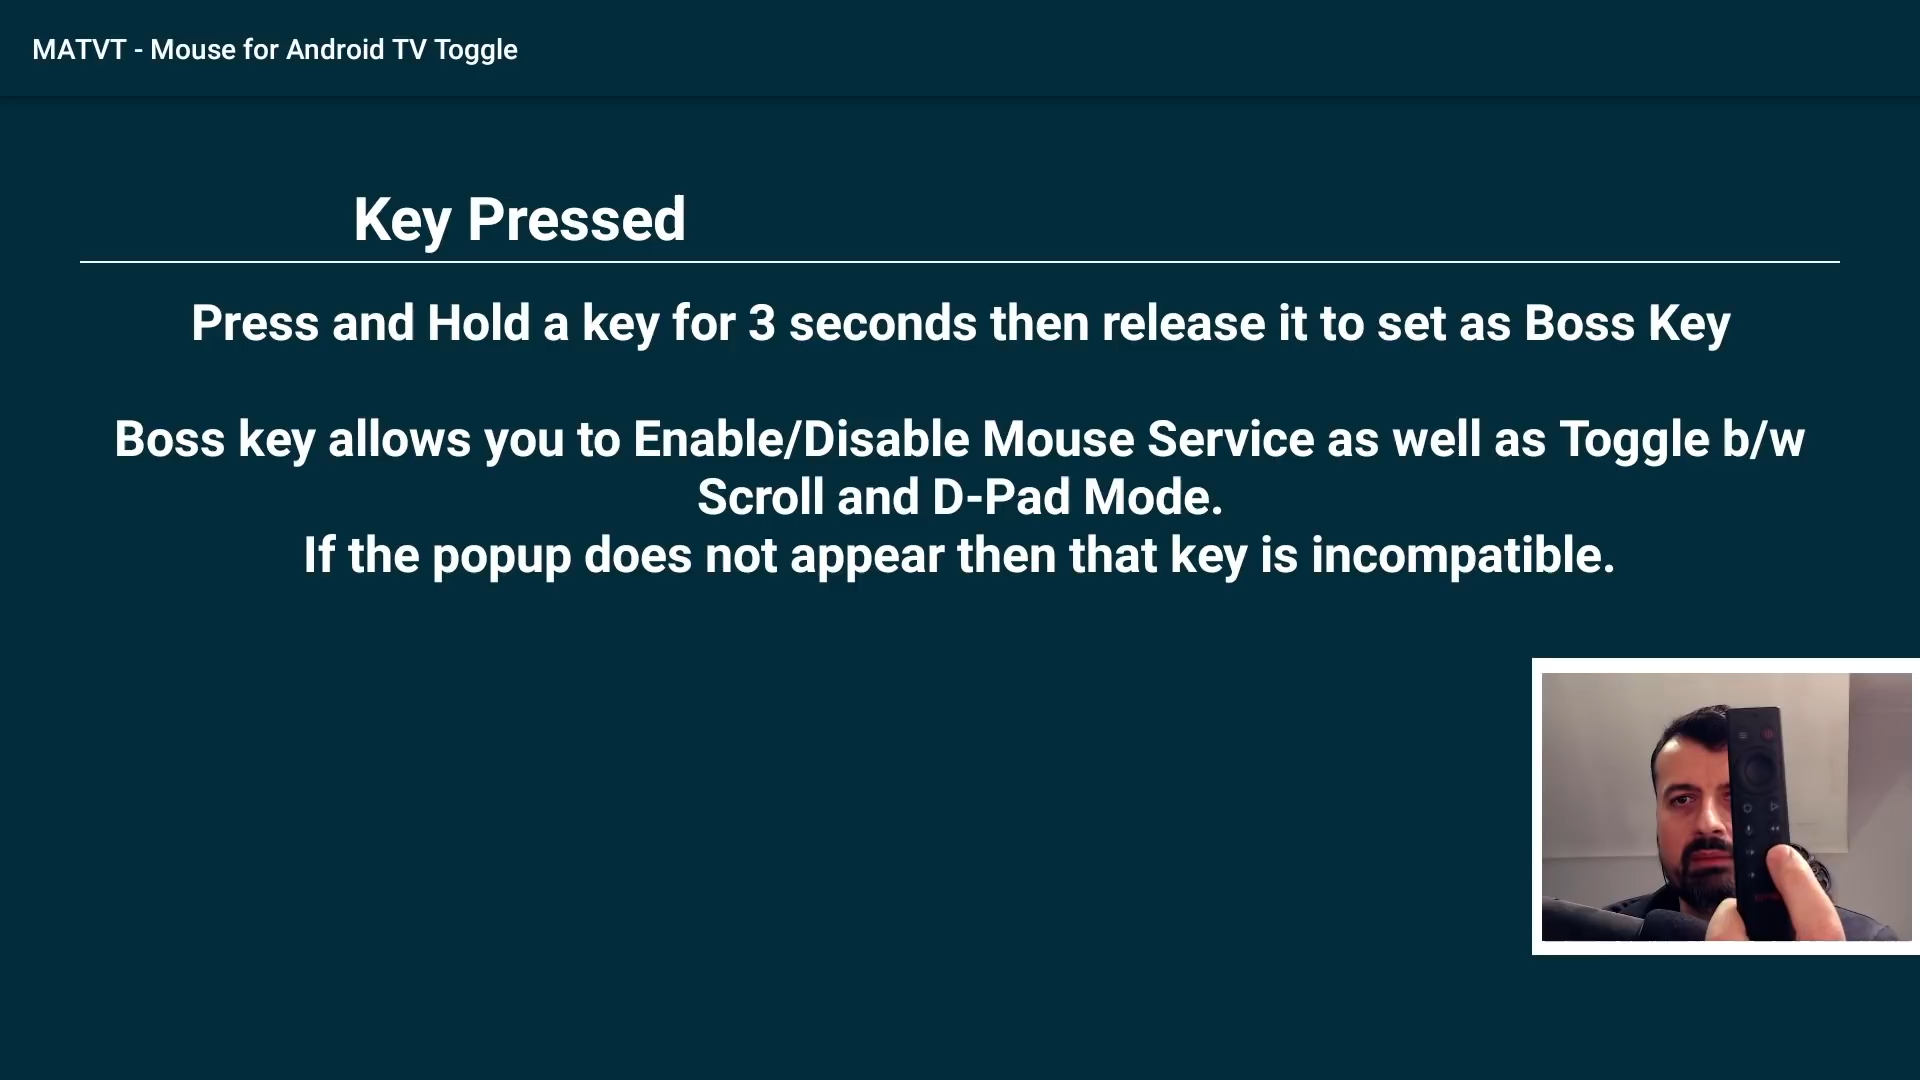 MATVT - Mouse for Android TV Toggle
Key Pressed
Press and Hold a key for 3 seconds then release it to set as Boss Key
Boss key allows you to Enable/Disable Mouse Service as well as Toggle b/w
Scroll and D-Pad Mode.
If the popup does not appear then that key is incompatible.